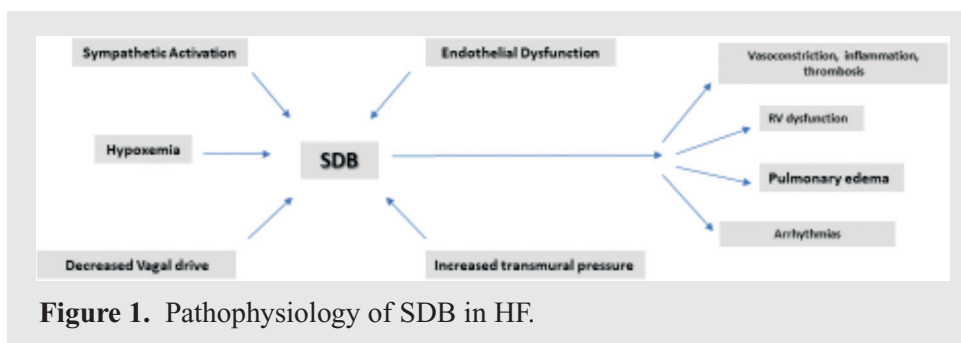 Sympathetic Activation
Endothelial Dysfunction
Vasoconstriction, inflammation,
thrombosis
RV dysfunction
Hypoxemia
SDB
Pulmonary edema
Arrhythmias
Decreased Vagal drive
Increased transmural pressure
Figure 1. Pathophysiology of SDB in HF.